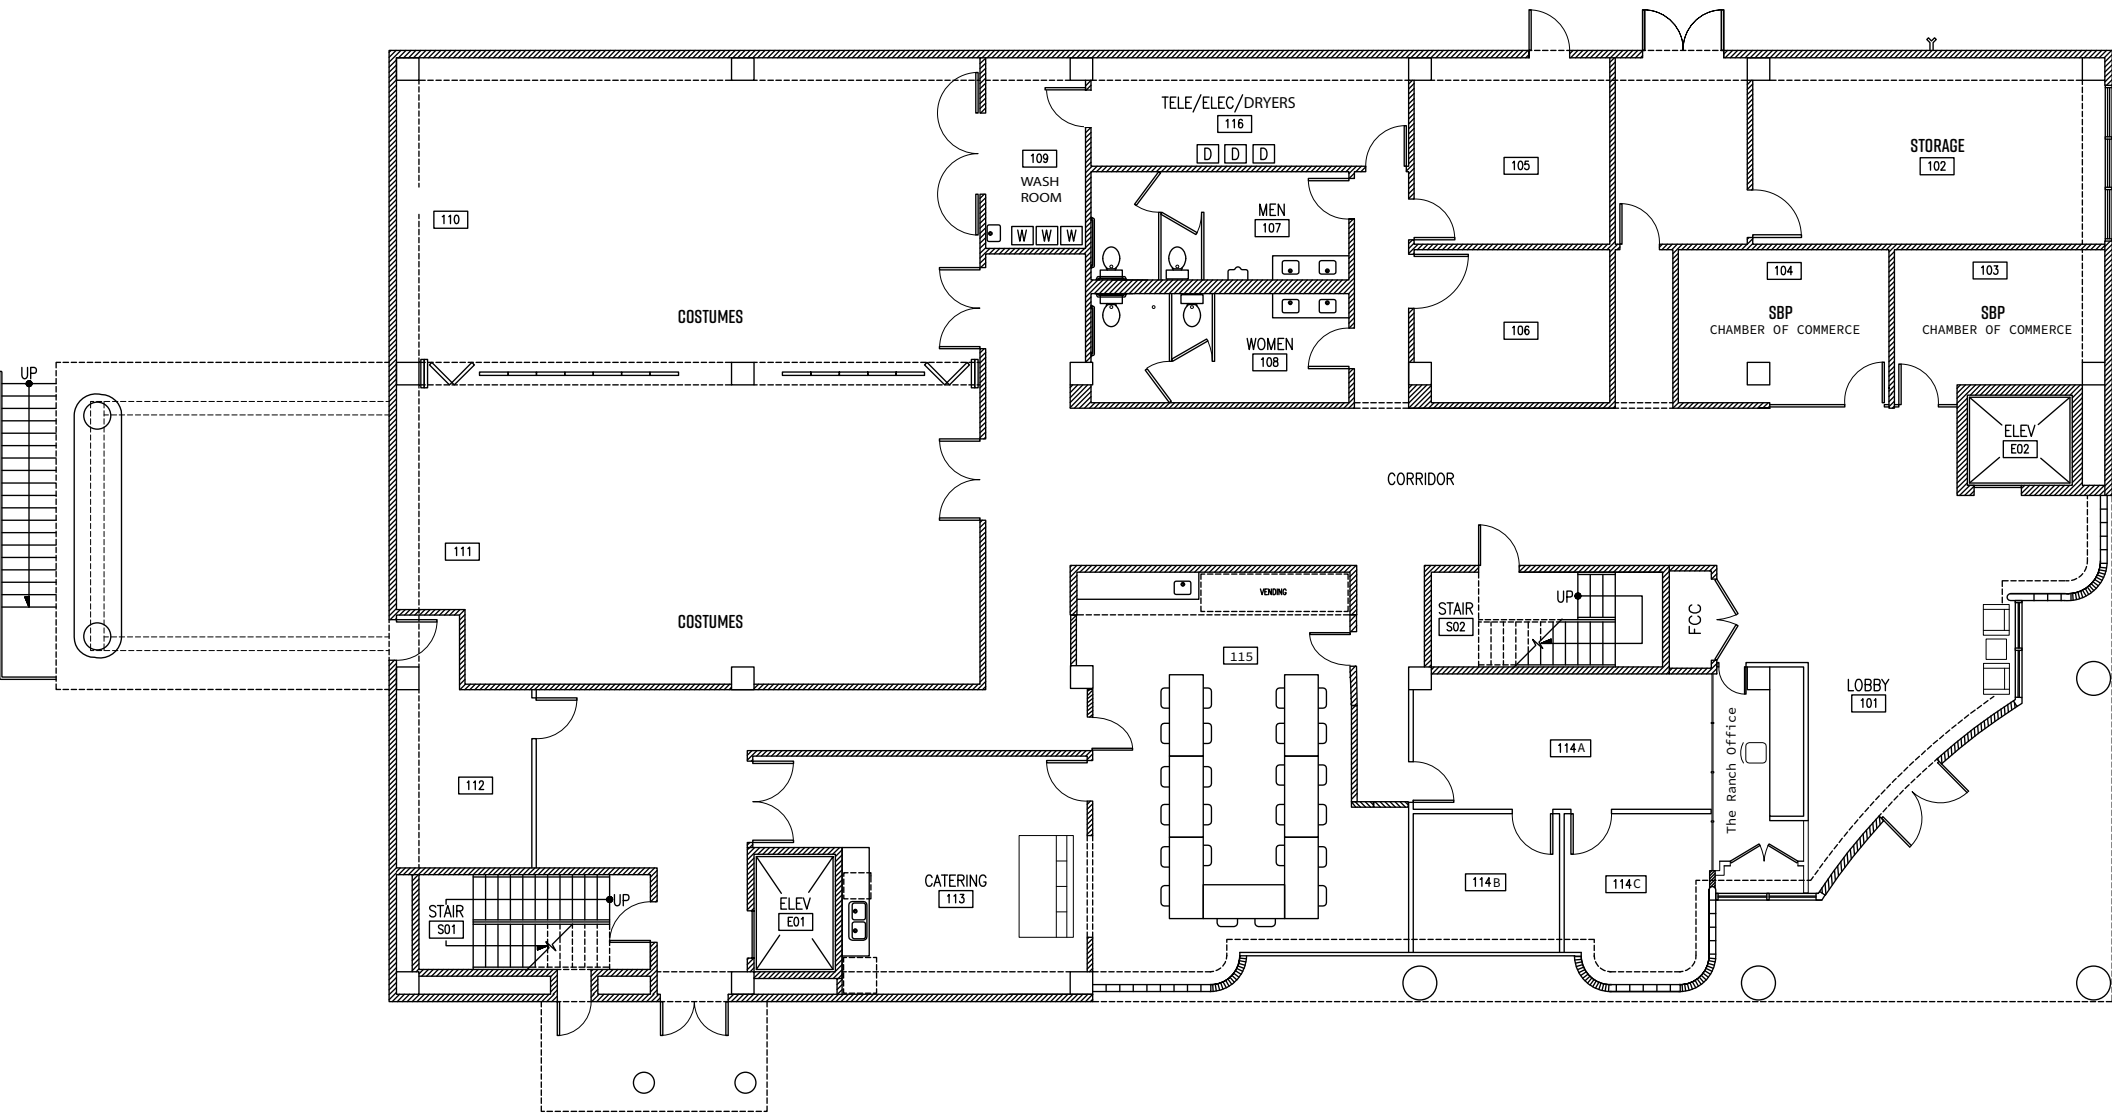 TELE/ELEC/DRYERS
116
D D D
109
WASH
ROOM
W W W
110
COSTUMES
MEN
107
WOMEN
108
105
106
STORAGE
102
104
SBP
CHAMBER OF COMMERCE
103
SBP
CHAMBER OF COMMERCE
UP
ELEV
E02
CORRIDOR
111
COSTUMES
VENDING
115
STAIR
S02
UP
FCC
LOBBY
101
The Ranch Office
114A
114B
114C
112
CATERING
113
ELEV
E01
STAIR
S01
UP